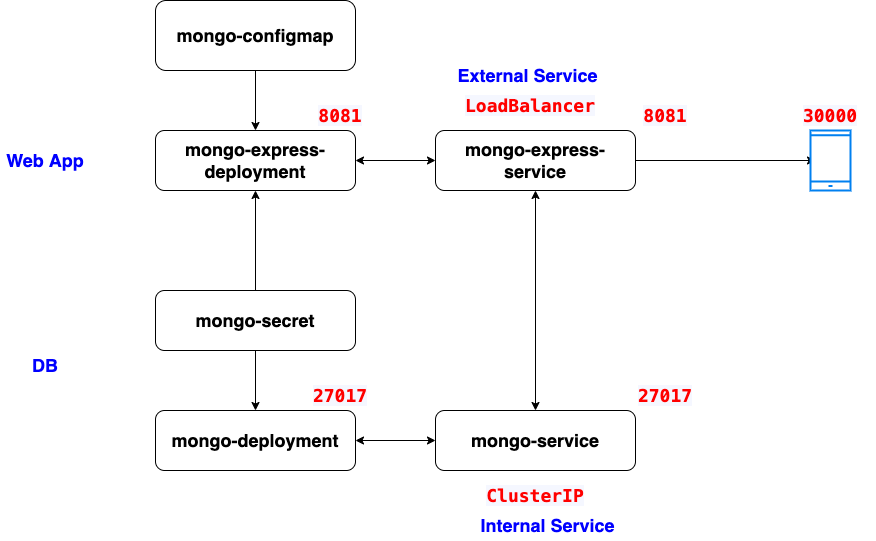 mongo-configmap
External Service
LoadBalancer
8081
8081
30000
Web App
mongo-express-
deployment
mongo-express-
service
mongo-secret
DB
27017
27017
mongo-deployment
mongo-service
ClusterIP
Internal Service